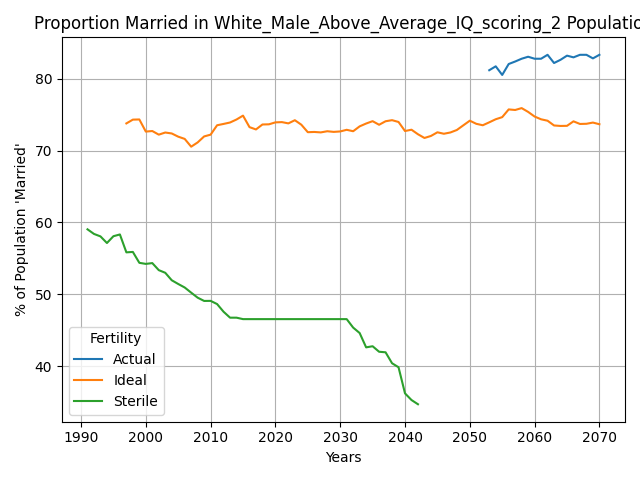 Proportion Married in White_Male_Above_Average_IQ_scoring_2 Populatio
% of Population 'Married'
80
70
60
50
40
Fertility
Actual
Ideal
Sterile
1990 2000 2010 2020 2030 2040 2050 2060 2070
Years